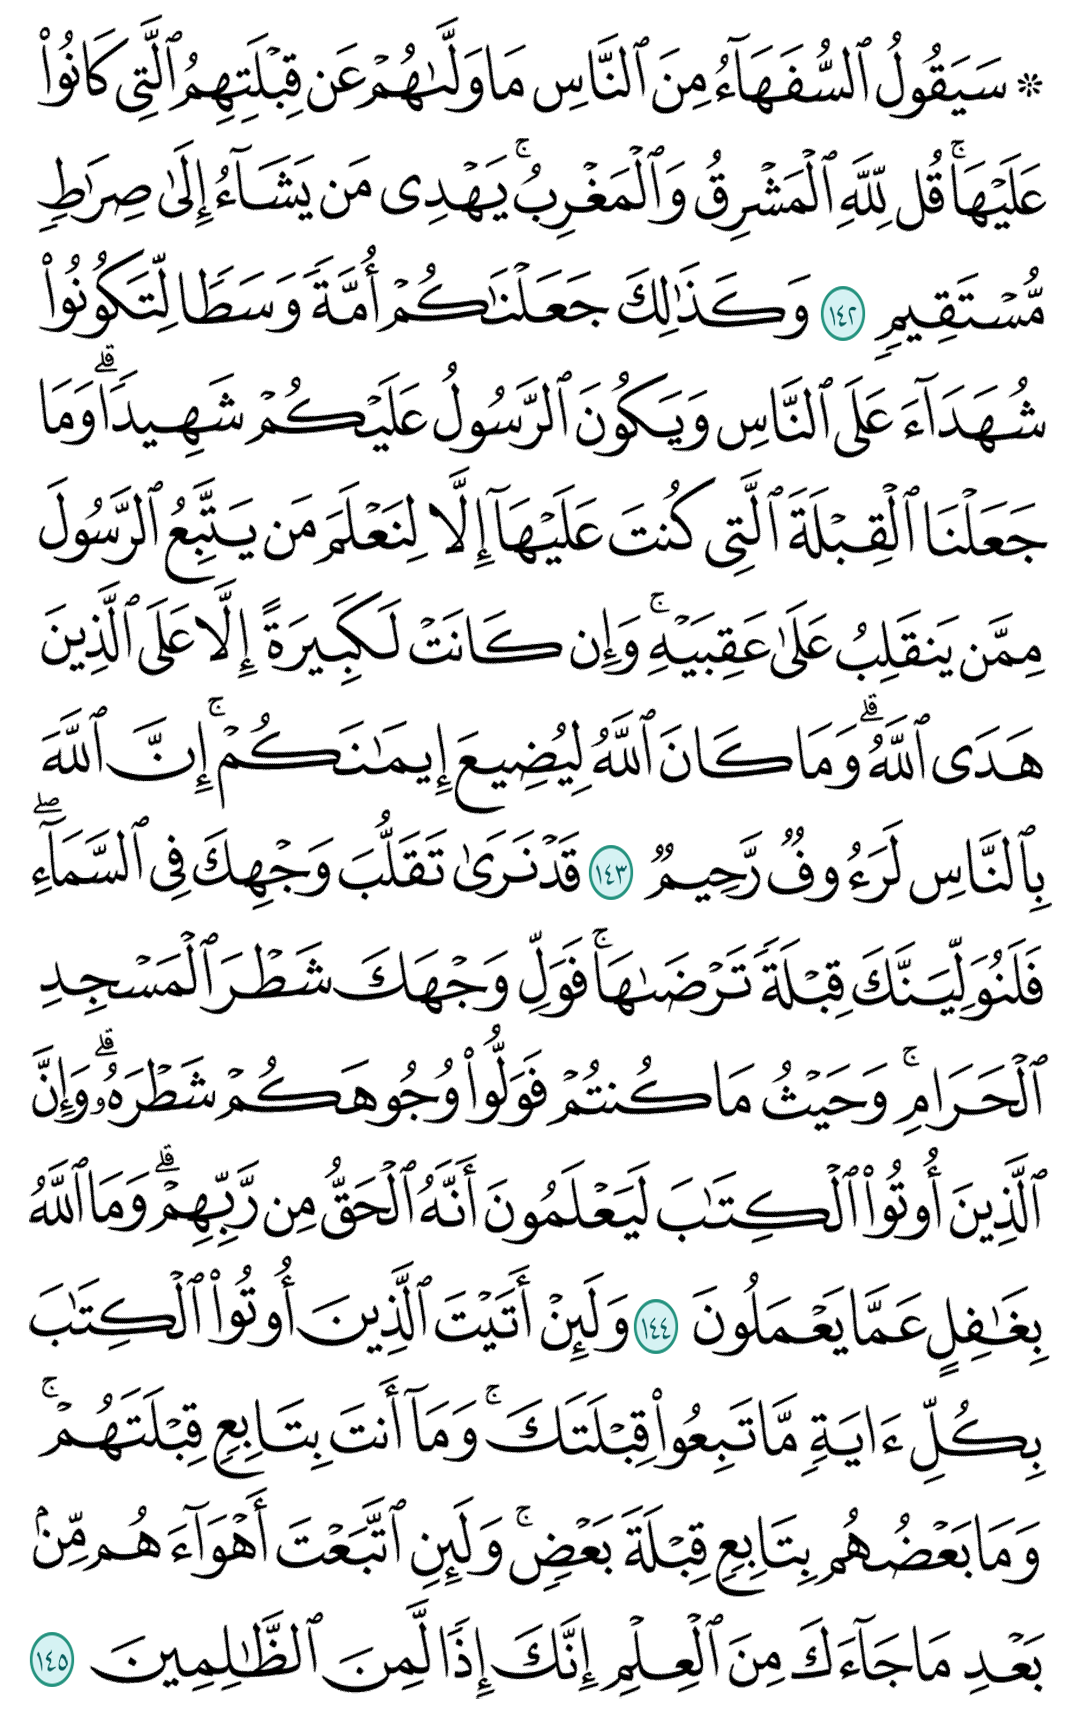 ۞ سَيَقُولُ ٱلسُّفَهَآءُ مِنَ ٱلنَّاسِ مَا وَلَّىٰهُمْ عَن قِبْلَتِهِمُ ٱلَّتِى كَانُوا۟
عَلَيْهَا ۚ قُل لِّلَّهِ ٱلْمَشْرِقُ وَٱلْمَغْرِبُ ۚ يَهْدِى مَن يَشَآءُ إِلَىٰ صِرَٰطٍ
مُّسْتَقِيمٍ ١٤٢ وَكَذَٰلِكَ جَعَلْنَٰكُمْ أُمَّةً وَسَطًا لِّتَكُونُوا۟
شُهَدَآءَ عَلَى ٱلنَّاسِ وَيَكُونَ ٱلرَّسُولُ عَلَيْكُمْ شَهِيدًا ۗ وَمَا
جَعَلْنَا ٱلْقِبْلَةَ ٱلَّتِى كُنتَ عَلَيْهَآ إِلَّا لِنَعْلَمَ مَن يَتَّبِعُ ٱلرَّسُولَ
مِمَّن يَنقَلِبُ عَلَىٰ عَقِبَيْهِ ۚ وَإِن كَانَتْ لَكَبِيرَةً إِلَّا عَلَى ٱلَّذِينَ
هَدَى ٱللَّهُ ۗ وَمَا كَانَ ٱللَّهُ لِيُضِيعَ إِيمَٰنَكُمْ ۚ إِنَّ ٱللَّهَ
بِٱلنَّاسِ لَرَءُوفٌ رَّحِيمٌ ١٤٣ قَدْ نَرَىٰ تَقَلُّبَ وَجْهِكَ فِى ٱلسَّمَآءِ ۖ
فَلَنُوَلِّيَنَّكَ قِبْلَةً تَرْضَىٰهَا ۚ فَوَلِّ وَجْهَكَ شَطْرَ ٱلْمَسْجِدِ
ٱلْحَرَامِ ۚ وَحَيْثُ مَا كُنتُمْ فَوَلُّوا۟ وُجُوهَكُمْ شَطْرَهُۥ ۗ وَإِنَّ
ٱلَّذِينَ أُوتُوا۟ ٱلْكِتَٰبَ لَيَعْلَمُونَ أَنَّهُ ٱلْحَقُّ مِن رَّبِّهِمْ ۗ وَمَا ٱللَّهُ
بِغَٰفِلٍ عَمَّا يَعْمَلُونَ ١٤٤ وَلَئِنْ أَتَيْتَ ٱلَّذِينَ أُوتُوا۟ ٱلْكِتَٰبَ
بِكُلِّ ءَايَةٍ مَّا تَبِعُوا۟ قِبْلَتَكَ ۚ وَمَآ أَنتَ بِتَابِعٍ قِبْلَتَهُمْ ۚ
وَمَا بَعْضُهُم بِتَابِعٍ قِبْلَةَ بَعْضٍ ۚ وَلَئِنِ ٱتَّبَعْتَ أَهْوَآءَهُم مِّنۢ
بَعْدِ مَا جَآءَكَ مِنَ ٱلْعِلْمِ إِنَّكَ إِذًا لَّمِنَ ٱلظَّٰلِمِينَ ١٤٥